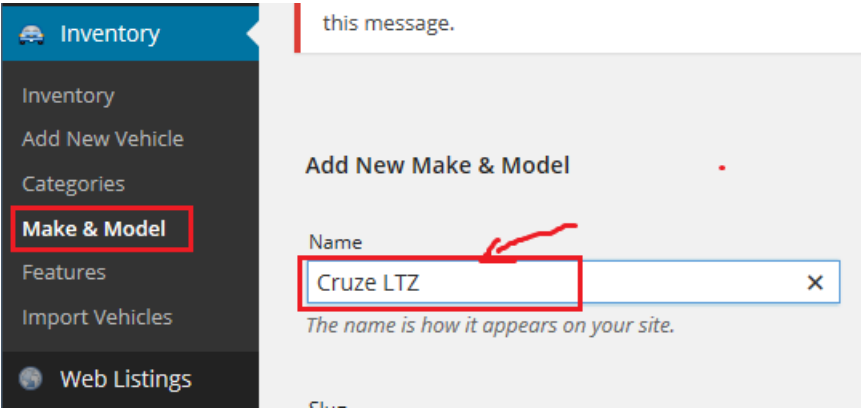 Inventory
Inventory
Add New Vehicle
Categories
Make & Model
Features
Import Vehicles
Web Listings
this message.
Add New Make & Model
Name
Cruze LTZ
The name is how it appears on your site.